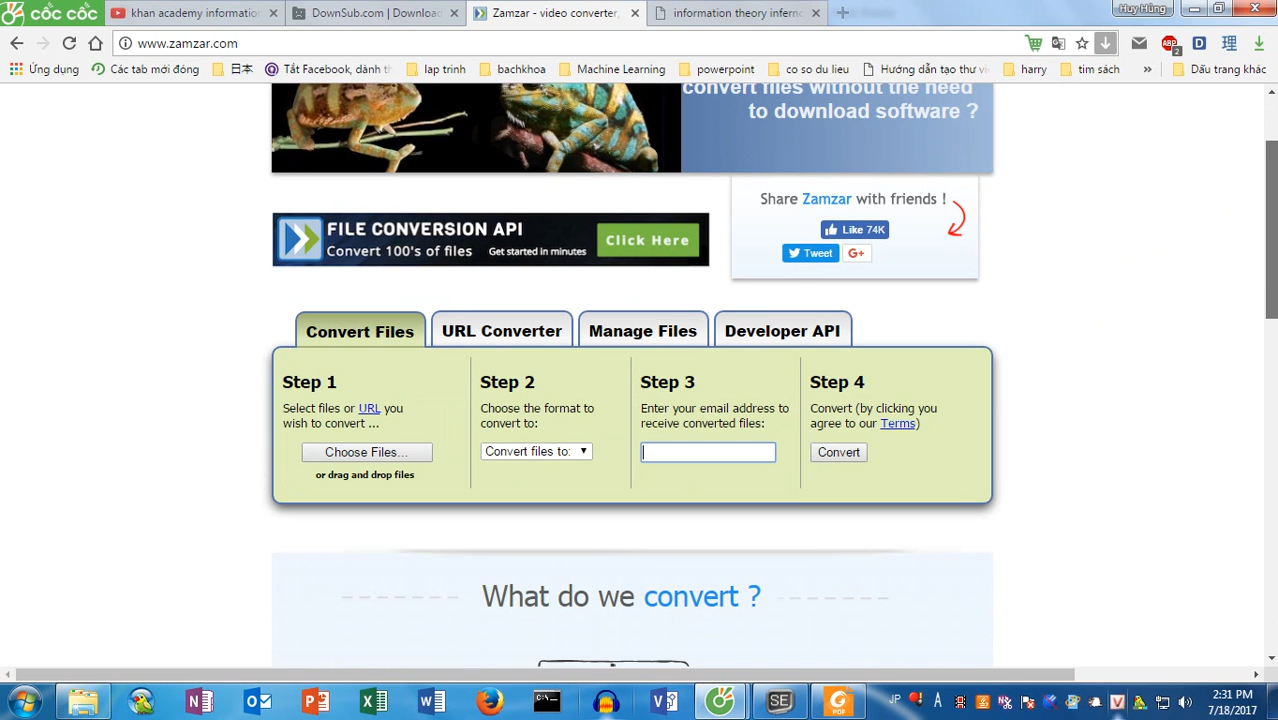 CỐC CỐC
khan academy information
DownSub.com | Downloa
Zamzar - video converter,
information theory infern
Huy Hùng
www.zamzar.com
Ứng dụng
Các tab mới đóng
日本
Tắt Facebook, dành th
lap trinh
bachkhoa
Machine Learning
powerpoint
co so du lieu
Hướng dẫn tạo thư vi
harry
tim sách
»
Dấu trang khác
convert files without the need
to download software ?
FILE CONVERSION API
Convert 100's of files
Get started in minutes
Click Here
Share Zamzar with friends !
Like 74K
Tweet
G+
Convert Files
URL Converter
Manage Files
Developer API
Step 1
Select files or URL you
wish to convert ...
Choose Files...
or drag and drop files
Step 2
Choose the format to
convert to:
Convert files to:
Step 3
Enter your email address to
receive converted files:
Step 4
Convert (by clicking you
agree to our Terms)
Convert
What do we convert ?
JP
2:31 PM
7/18/2017